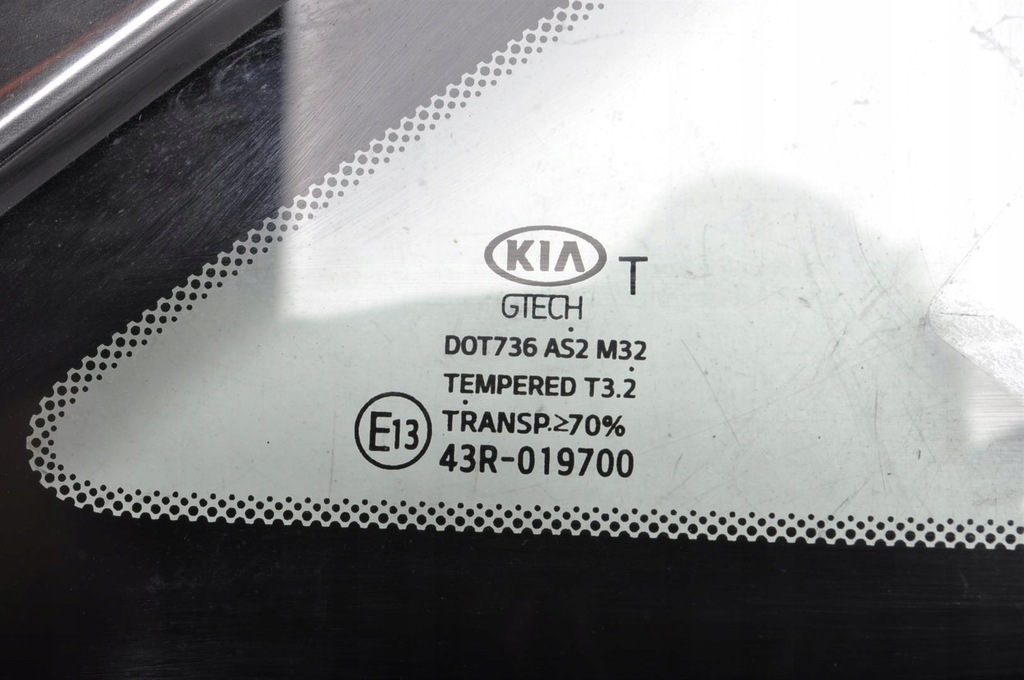 KIA T
GTECH
DOT736 AS2 M32
TEMPERED T3.2
TRANSP.≥70%
E13 43R-019700